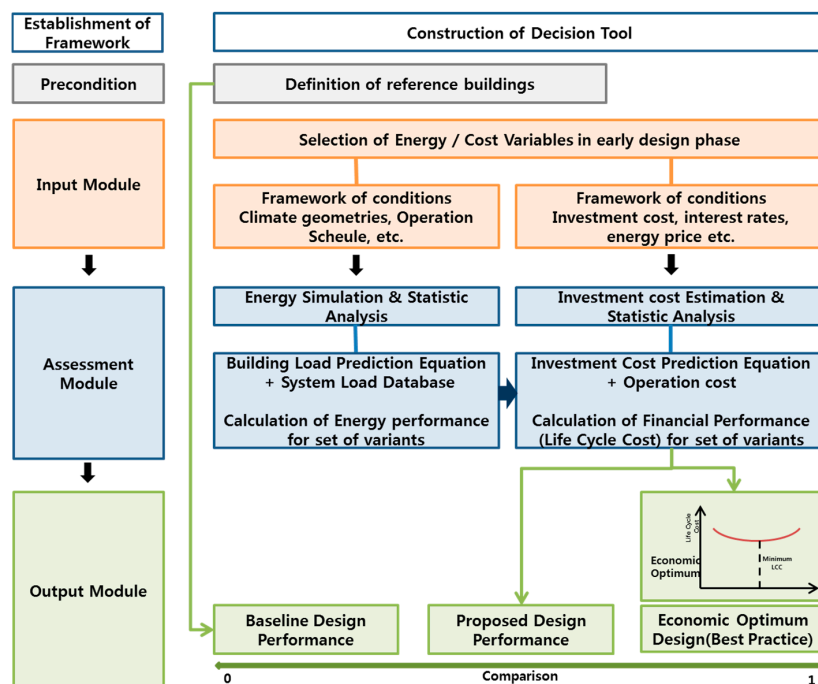 Establishment of
Framework
Construction of Decision Tool
Precondition
Definition of reference buildings
Input Module
Selection of Energy / Cost Variables in early design phase
Framework of conditions
Climate geometries, Operation
Scheule, etc.
Framework of conditions
Investment cost, interest rates,
energy price etc.
Assessment
Module
Energy Simulation & Statistic
Analysis
Investment cost Estimation &
Statistic Analysis
Building Load Prediction Equation
+ System Load Database
Calculation of Energy performance
for set of variants
Investment Cost Prediction Equation
+ Operation cost
Calculation of Financial Performance
(Life Cycle Cost) for set of variants
Output Module
Life Cycle
Cost
Economic
Optimum
Minimum
LCC
Baseline Design
Performance
Proposed Design
Performance
Economic Optimum
Design(Best Practice)
0
Comparison
1